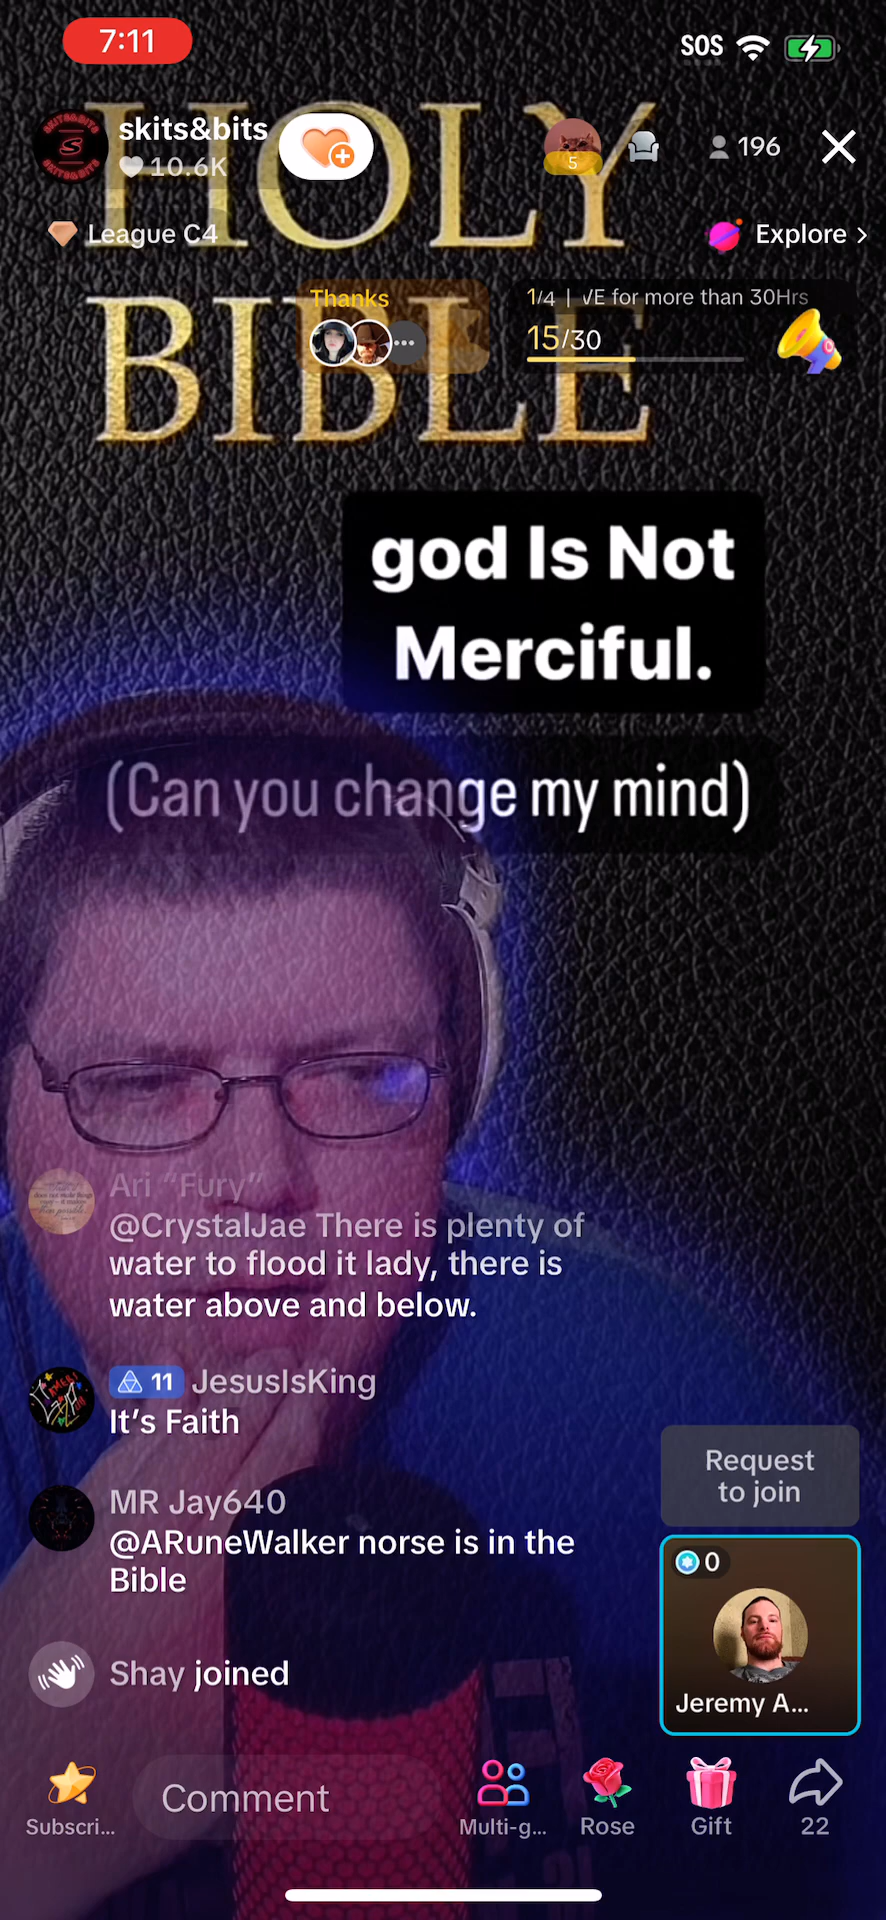 7:11
SOS
HOLY
BIBLE
skits&bits
10.6K
5
196
League C4
Explore >
Thanks
1/4 | VE for more than 30Hrs
15/30
god Is Not
Merciful.
(Can you change my mind)
Ari “Fury”
@CrystalJae There is plenty of
water to flood it lady, there is
water above and below.
11 JesusIsKing
It’s Faith
MR Jay640
@ARuneWalker norse is in the
Bible
Shay joined
Request
to join
0
Jeremy A...
Subscri...
Comment
Multi-g...
Rose
Gift
22